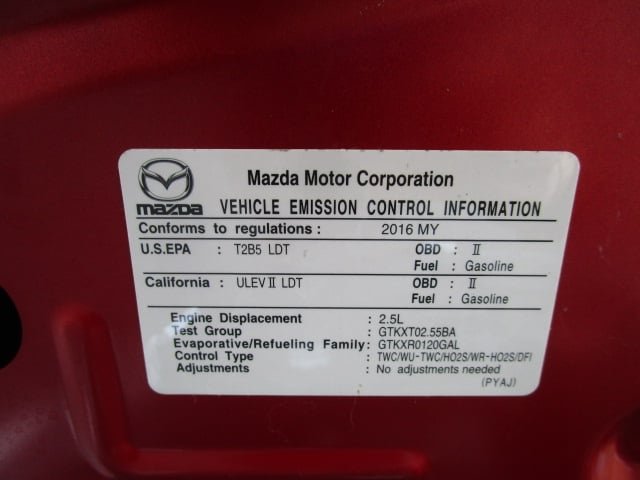 Mazda Motor Corporation
mazda VEHICLE EMISSION CONTROL INFORMATION
Conforms to regulations : 2016 MY
U.S.EPA : T2B5 LDT OBD : II
Fuel : Gasoline
California : ULEV II LDT OBD : II
Fuel : Gasoline
Engine Displacement : 2.5L
Test Group : GTKXT02.55BA
Evaporative/Refueling Family : GTKXR0120GAL
Control Type : TWC/WU-TWC/HO2S/WR-HO2S/DFI
Adjustments : No adjustments needed
(PYAJ)